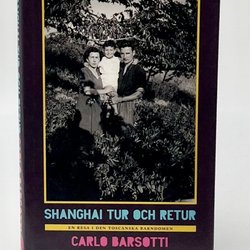 SHANGHAI TUR OCH RETUR
EN RESA I DEN TOSCANSKA BARNDOMEN
CARLO BARSOTTI